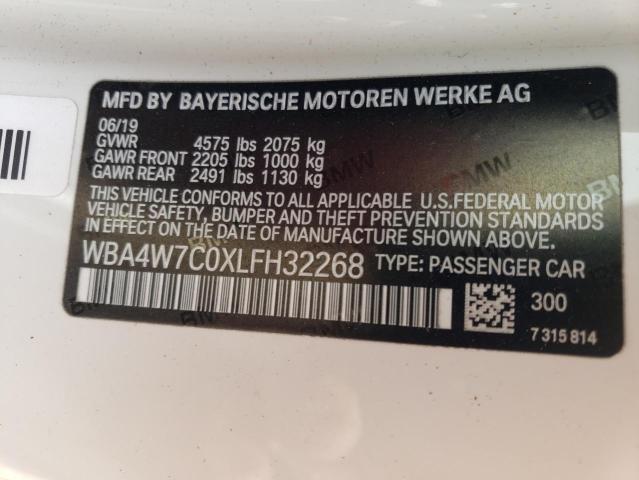 MFD BY BAYERISCHE MOTOREN WERKE AG
06/19
GVWR 4575 lbs 2075 kg
GAWR FRONT 2205 lbs 1000 kg
GAWR REAR 2491 lbs 1130 kg
THIS VEHICLE CONFORMS TO ALL APPLICABLE U.S.FEDERAL MOTOR
VEHICLE SAFETY, BUMPER AND THEFT PREVENTION STANDARDS
IN EFFECT ON THE DATE OF MANUFACTURE SHOWN ABOVE.
WBA4W7C0XLFH32268 TYPE: PASSENGER CAR
300
7 315 814